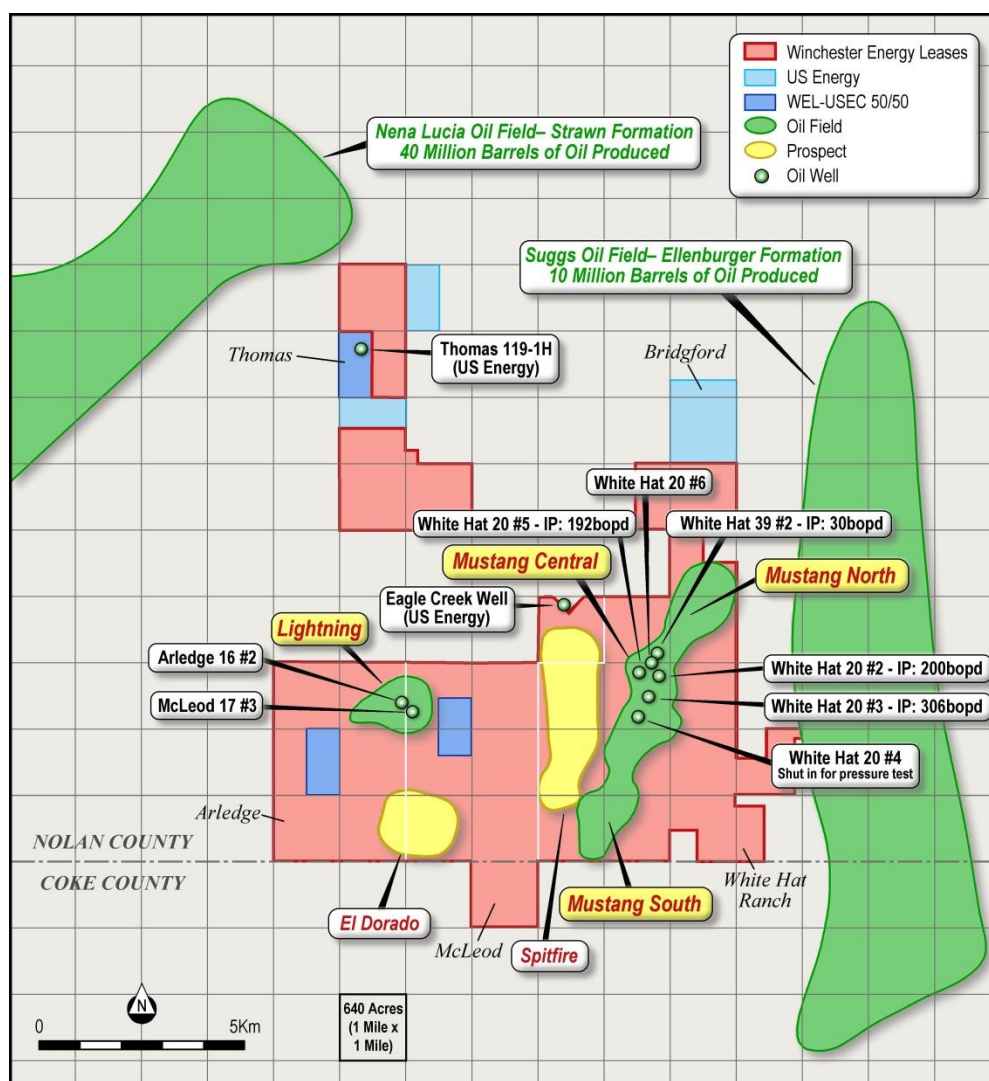 Winchester Energy Leases
US Energy
WEL-USEC 50/50
Oil Field
Prospect
Oil Well
Nena Lucia Oil Field– Strawn Formation
40 Million Barrels of Oil Produced
Suggs Oil Field– Ellenburger Formation
10 Million Barrels of Oil Produced
Thomas
Thomas 119-1H
(US Energy)
Bridgford
White Hat 20 #6
White Hat 20 #5 - IP: 192bopd
White Hat 39 #2 - IP: 30bopd
Mustang Central
Mustang North
Eagle Creek Well
(US Energy)
Lightning
Arledge 16 #2
McLeod 17 #3
White Hat 20 #2 - IP: 200bopd
White Hat 20 #3 - IP: 306bopd
White Hat 20 #4
Shut in for pressure test
Arledge
NOLAN COUNTY
COKE COUNTY
White Hat
Ranch
Mustang South
El Dorado
McLeod
Spitfire
N
0
5Km
640 Acres
(1 Mile x
1 Mile)